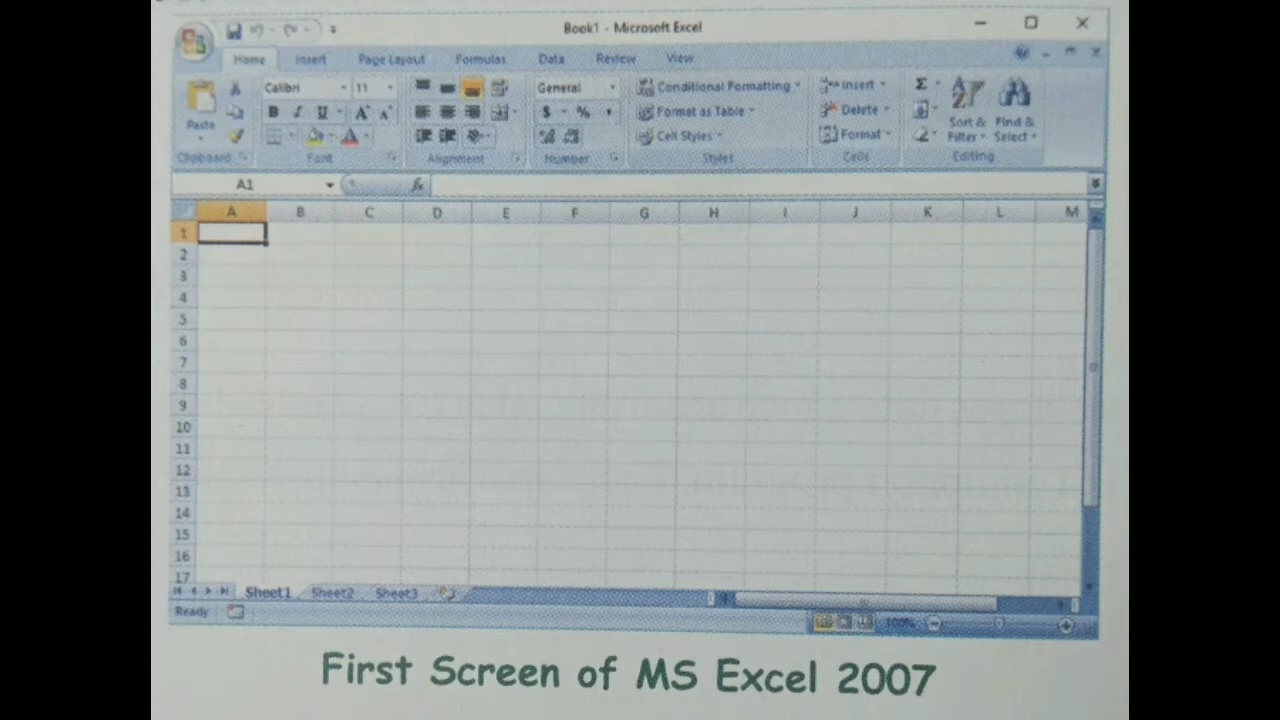 Book1 - Microsoft Excel
Home Insert Page Layout Formulas Data Review View
Calibri 11 General Conditional Formatting Insert Σ
Paste B I U A A $ % , Format as Table Delete Sort & Filter Find & Select
A Cell Styles Format
Clipboard Font Alignment Number Styles Cells Editing
A1 fx
A B C D E F G H I J K L M
1
2
3
4
5
6
7
8
9
10
11
12
13
14
15
16
17
Sheet1 Sheet2 Sheet3
Ready 100%
First Screen of MS Excel 2007